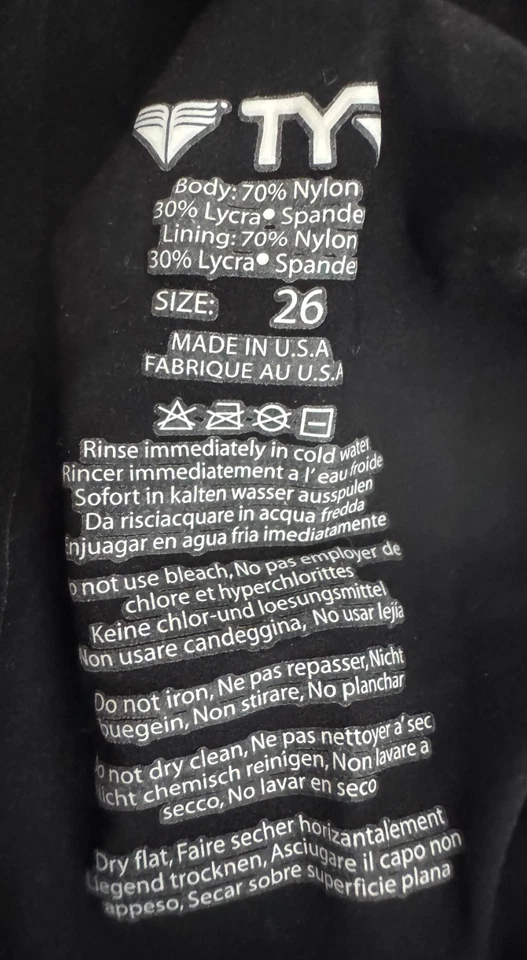 TY
Body: 70% Nylon
30% Lycra® Spande
Lining: 70% Nylon
30% Lycra® Spande
SIZE: 26
MADE IN U.S.A
FABRIQUE AU U.S.A
Rinse immediately in cold water
Rincer immediatement a l'eau froide
Sofort in kalten wasser ausspulen
Da risciacquare in acqua fredda
njuagar en agua fria imediatamente
o not use bleach, No pas employer de
chlore et hyperchlorittes
Keine chlor-und loesungsmittel
Non usare candeggina, No usar lejia
Do not iron, Ne pas repasser, Nicht
buegein, Non stirare, No planchar
o not dry clean, Ne pas nettoyer a'sec
licht chemisch reinigen, Non lavare a
secco, No lavar en seco
Dry flat, Faire secher horizantalement
Liegend trocknen, Asciugare il capo non
appeso, Secar sobre superficie plana